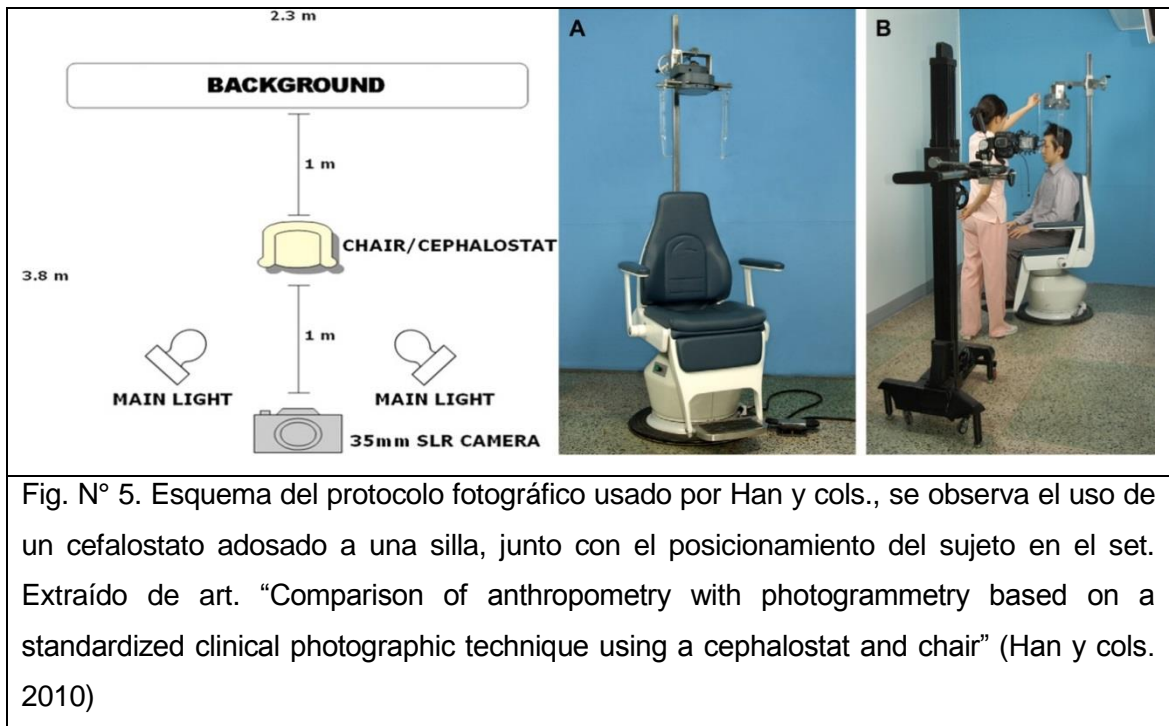 2.3 m
BACKGROUND
1 m
CHAIR/CEPHALOSTAT
3.8 m
1 m
MAIN LIGHT
MAIN LIGHT
35mm SLR CAMERA
A
B
Fig. N° 5. Esquema del protocolo fotográfico usado por Han y cols., se observa el uso de
un cefalostato adosado a una silla, junto con el posicionamiento del sujeto en el set.
Extraído de art. “Comparison of anthropometry with photogrammetry based on a
standardized clinical photographic technique using a cephalostat and chair” (Han y cols.
2010)